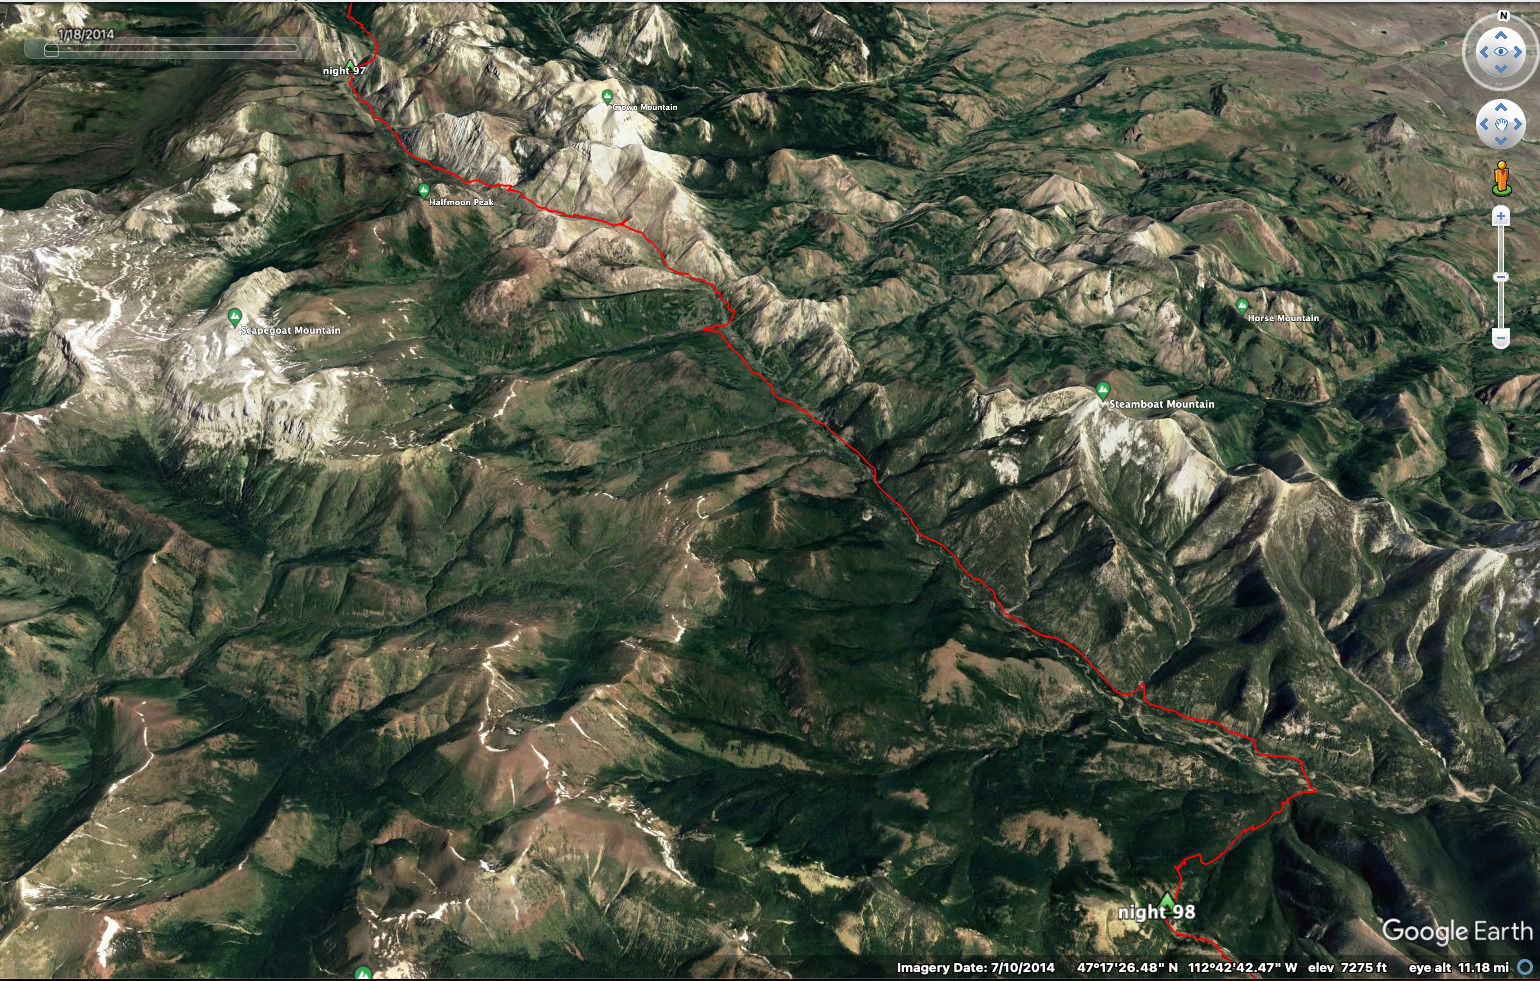 N
1/18/2014
night 97
Crown Mountain
Halfmoon Peak
Scapegoat Mountain
Horse Mountain
Steamboat Mountain
night 98
Google Earth
Imagery Date: 7/10/2014 47°17'26.48" N 112°42'42.47" W elev 7275 ft eye alt 11.18 mi